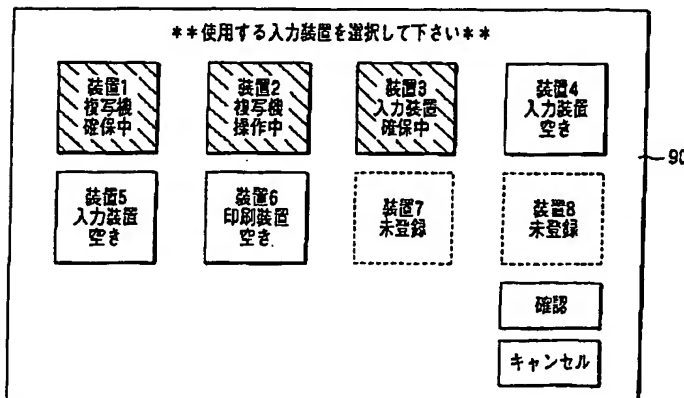 **使用する入力装置を選択して下さい**
装置1
複写機
確保中
装置2
複写機
操作中
装置3
入力装置
確保中
装置4
入力装置
空き
90
装置5
入力装置
空き
装置6
印刷装置
空き
装置7
未登録
装置8
未登録
確認
キャンセル